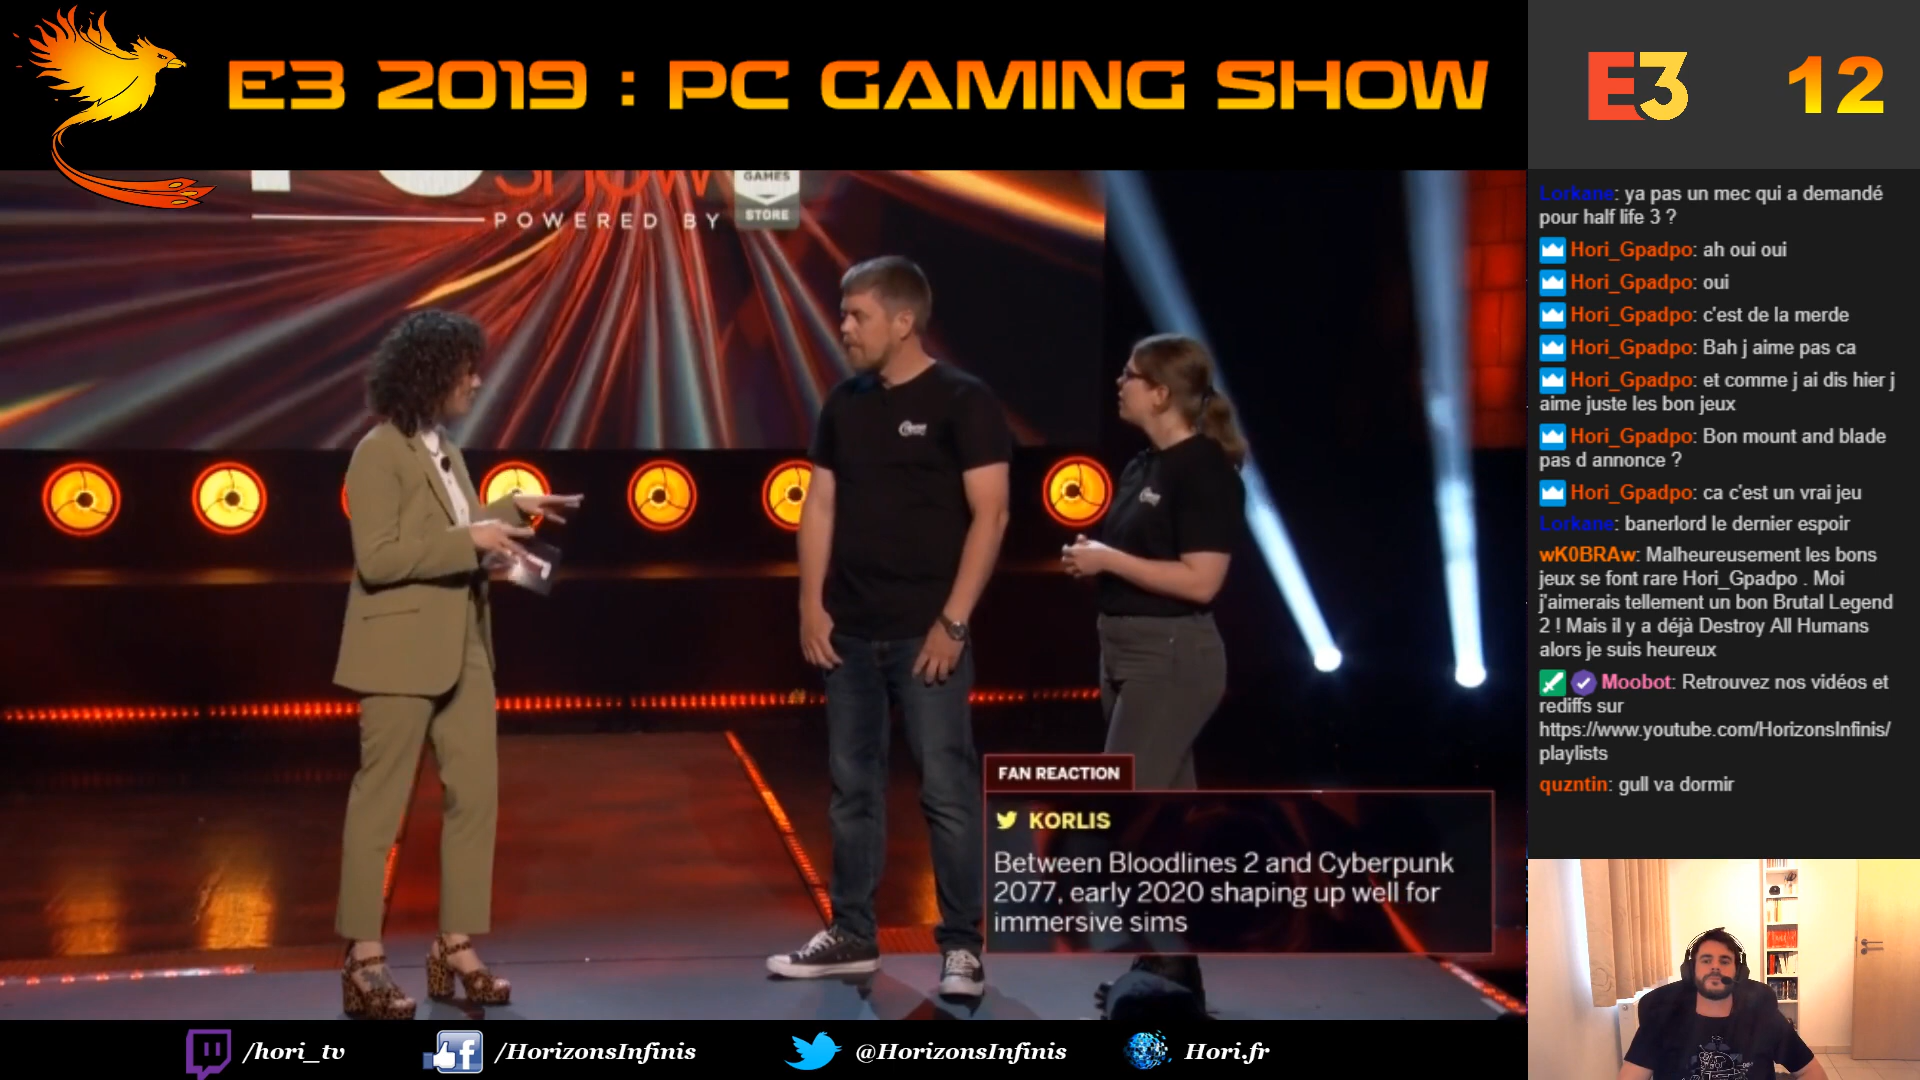 E3 2019 : PC GAMING SHOW
E3
12
SHOW
GAMES
STORE
POWERED BY
Lorkane: ya pas un mec qui a demandé
pour half life 3 ?
Hori_Gpadpo: ah oui oui
Hori_Gpadpo: oui
Hori_Gpadpo: c'est de la merde
Hori_Gpadpo: Bah j aime pas ca
Hori_Gpadpo: et comme j ai dis hier j
aime juste les bon jeux
Hori_Gpadpo: Bon mount and blade
pas d annonce ?
Hori_Gpadpo: ca c'est un vrai jeu
Lorkane: banerlord le dernier espoir
wK0BRAw: Malheureusement les bons
jeux se font rare Hori_Gpadpo . Moi
j'aimerais tellement un bon Brutal Legend
2 ! Mais il y a déjà Destroy All Humans
alors je suis heureux
Moobot: Retrouvez nos vidéos et
rediffs sur
https://www.youtube.com/HorizonsInfinis/
playlists
quzntin: gull va dormir
FAN REACTION
KORLIS
Between Bloodlines 2 and Cyberpunk
2077, early 2020 shaping up well for
immersive sims
/hori_tv
/HorizonsInfinis
@HorizonsInfinis
Hori.fr